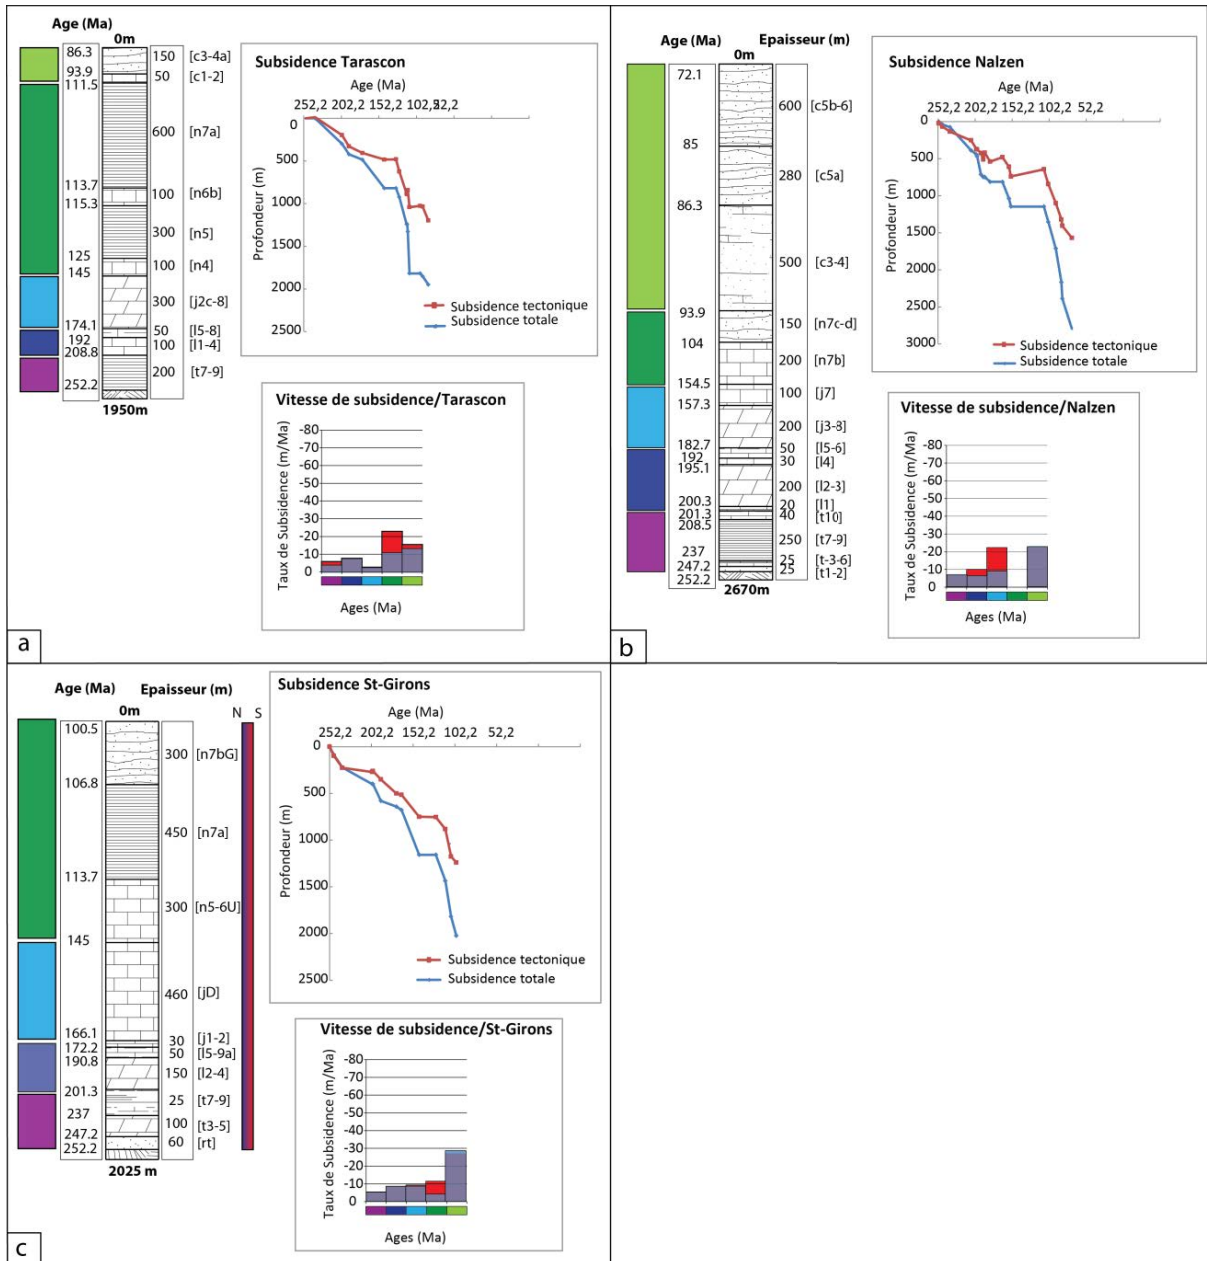 Age (Ma)
0m
86.3
93.9
111.5
113.7
115.3
125
145
174.1
192
208.8
252.2
150 [c3-4a]
50 [c1-2]
600 [n7a]
100 [n6b]
300 [n5]
100 [n4]
300 [j2c-8]
50 [l5-8]
100 [l1-4]
200 [t7-9]
1950m
Subsidence Tarascon
Age (Ma)
252,2 202,2 152,2 102,2 52,2
0
500
1000
1500
2000
2500
Profondeur (m)
Subsidence tectonique
Subsidence totale
Vitesse de subsidence/Tarascon
-80
-70
-60
-50
-40
-30
-20
-10
0
Taux de Subsidence (m/Ma)
Ages (Ma)
a
Age (Ma) Epaisseur (m)
0m
72.1
85
86.3
93.9
104
154.5
157.3
182.7
192
195.1
200.3
201.3
208.5
237
247.2
252.2
600 [c5b-6]
280 [c5a]
500 [c3-4]
150 [n7c-d]
200 [n7b]
100 [j7]
200 [j3-8]
50 [l5-6]
30 [l4]
200 [l2-3]
20 [l1]
40 [t10]
250 [t7-9]
25 [t-3-6]
25 [t1-2]
2670m
Subsidence Nalzen
Age (Ma)
252,2 202,2 152,2 102,2 52,2
0
500
1000
1500
2000
2500
3000
Profondeur (m)
Subsidence tectonique
Subsidence totale
Vitesse de subsidence/Nalzen
-80
-70
-60
-50
-40
-30
-20
-10
0
Taux de Subsidence (m/Ma)
Ages (Ma)
b
Age (Ma) Epaisseur (m)
0m
N S
100.5
106.8
113.7
145
166.1
172.2
190.8
201.3
237
247.2
252.2
300 [n7bG]
450 [n7a]
300 [n5-6U]
460 [jD]
30 [j1-2]
50 [l5-9a]
150 [l2-4]
25 [t7-9]
100 [t3-5]
60 [rt]
2025 m
Subsidence St-Girons
Age (Ma)
252,2 202,2 152,2 102,2 52,2
0
500
1000
1500
2000
2500
Profondeur (m)
Subsidence tectonique
Subsidence totale
Vitesse de subsidence/St-Girons
-80
-70
-60
-50
-40
-30
-20
-10
0
Taux de Subsidence (m/Ma)
Ages (Ma)
c